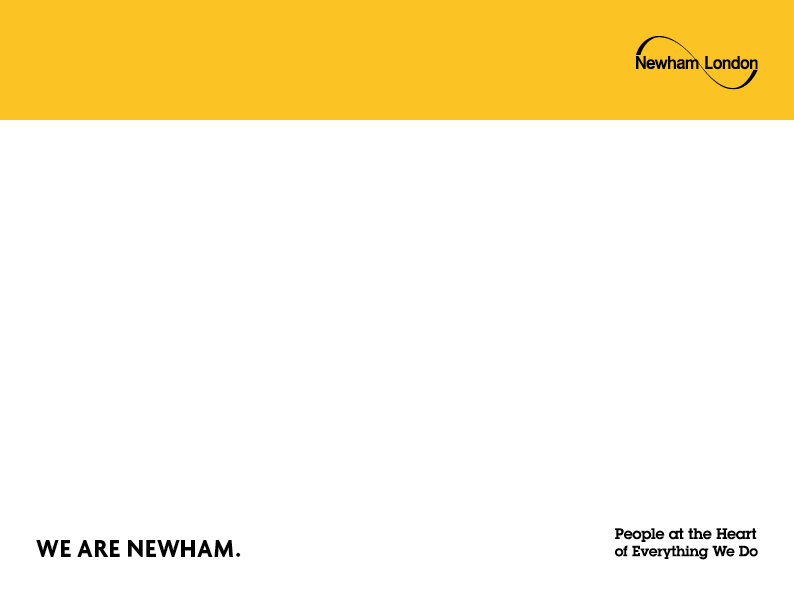 Newham London
WE ARE NEWHAM.
People at the Heart
of Everything We Do